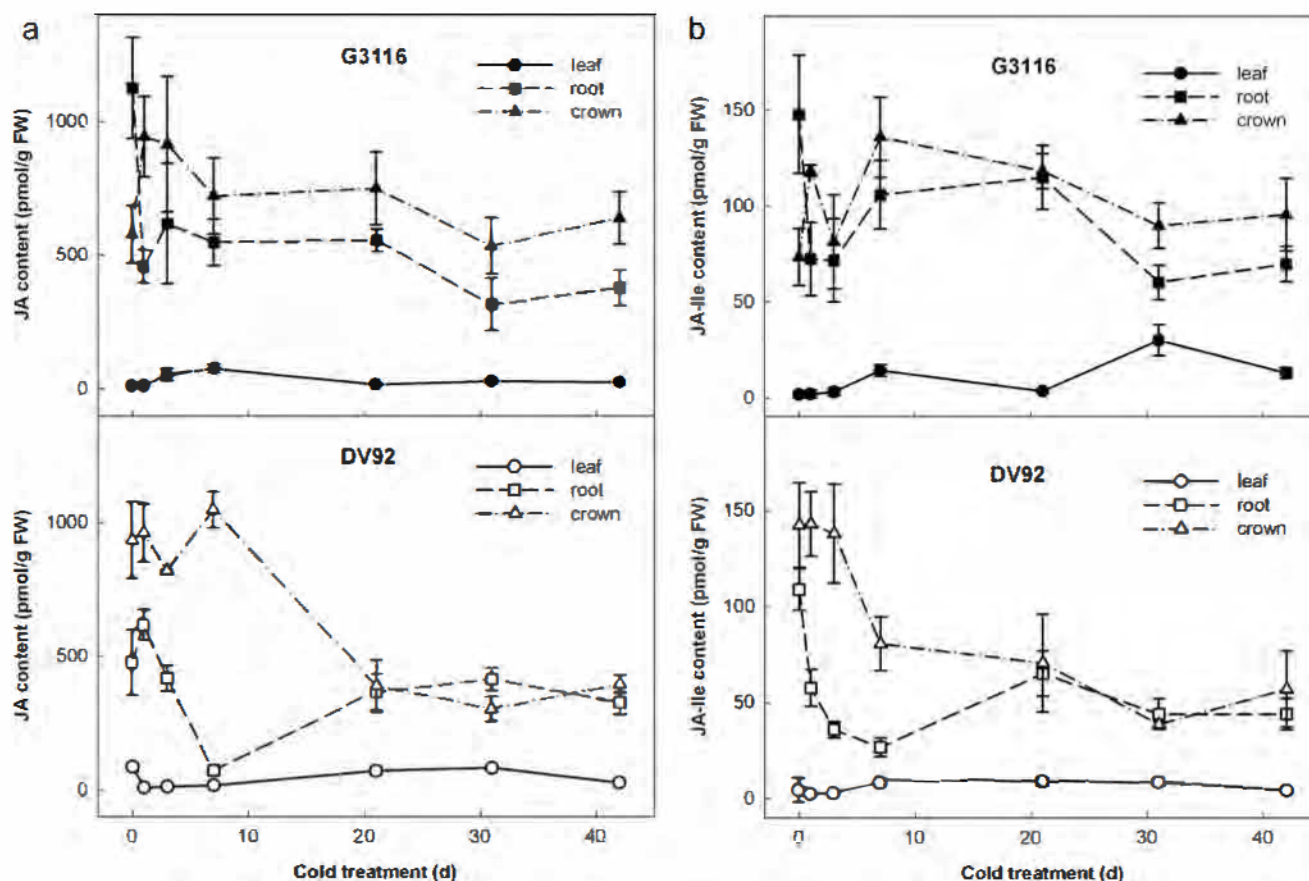 a
G3116
leaf
root
crown
JA content (pmol/g FW)
1000
500
0
DV92
leaf
root
crown
JA content (pmol/g FW)
1000
500
0
0
10
20
30
40
Cold treatment (d)
b
G3116
leaf
root
crown
JA-Ile content (pmol/g FW)
150
100
50
0
DV92
leaf
root
crown
JA-Ile content (pmol/g FW)
150
100
50
0
0
10
20
30
40
Cold treatment (d)